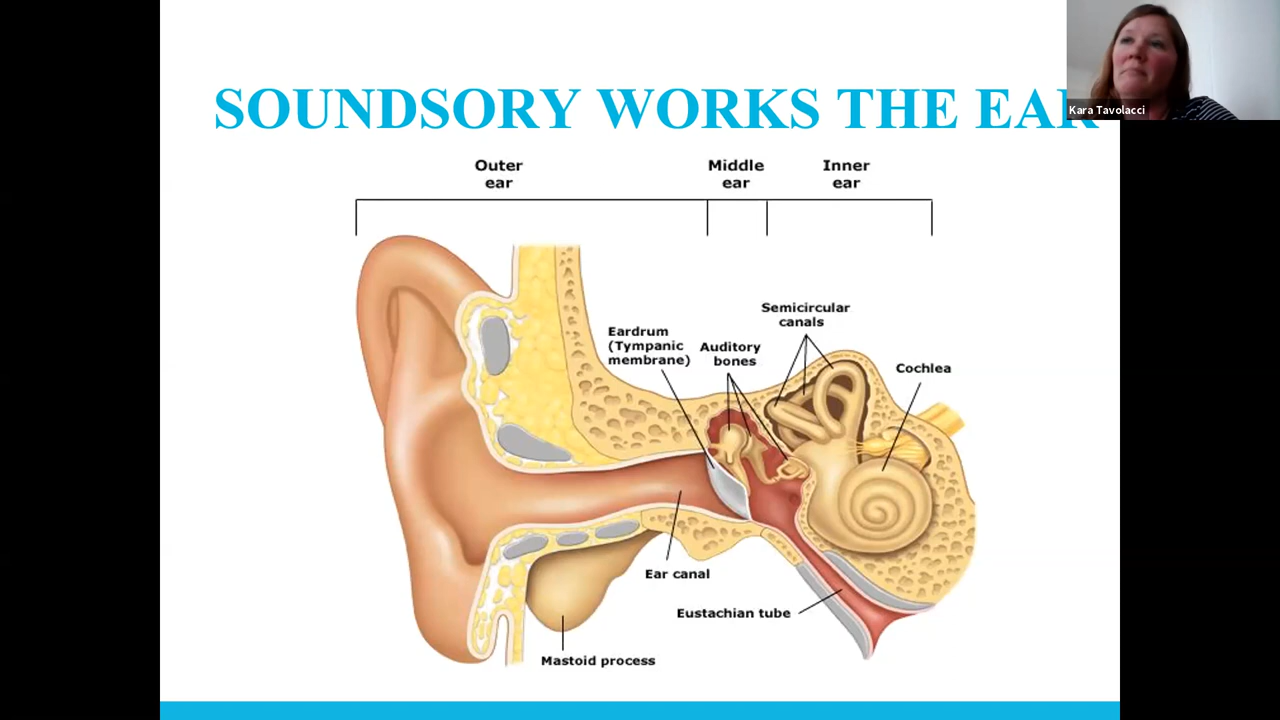 SOUNDSORY WORKS THE EAR
Kara Tavolacci
Outer
ear
Middle
ear
Inner
ear
Semicircular
canals
Eardrum
(Tympanic
membrane)
Auditory
bones
Cochlea
Ear canal
Eustachian tube
Mastoid process